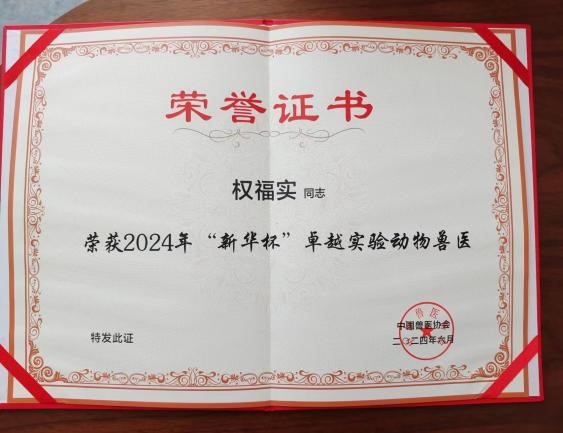 荣誉证书
权福实 同志
荣获2024年“新华杯”卓越实验动物兽医
特发此证
中国兽医协会
二〇二四年六月